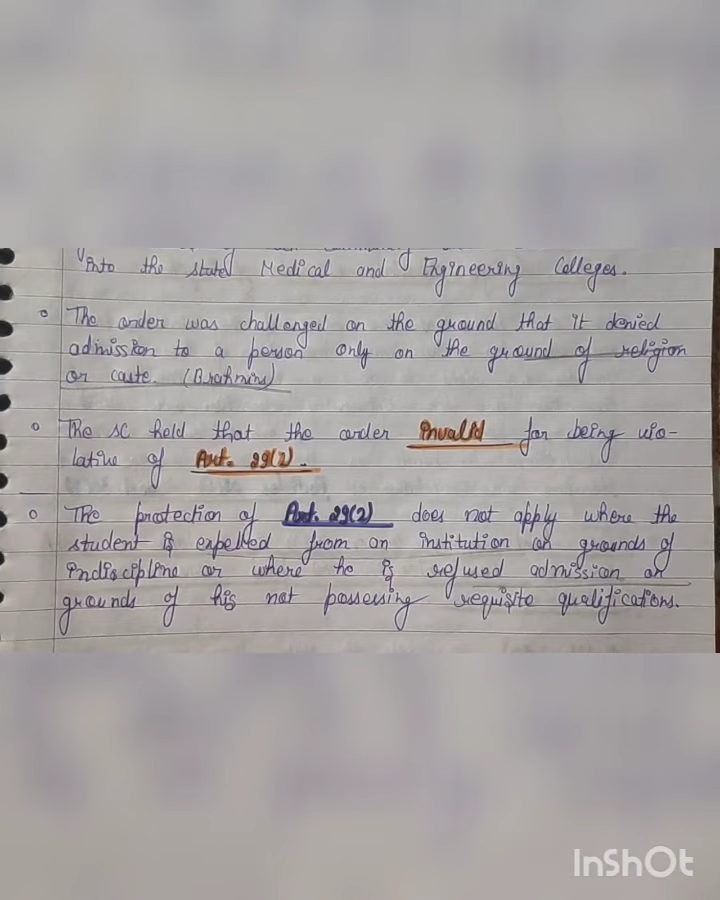 into the state Medical and Engineering Colleges.
The order was challenged on the ground that it denied
admission to a person only on the ground of religion
or caste. (Brahmins)
The SC held that the order Invalid for being vio-
lative of Art. 29(2).
The protection of Art. 29(2) does not apply where the
student is expelled from an institution on grounds of
indiscipline or where he is refused admission on
grounds of his not possessing requisite qualifications.
InShOt